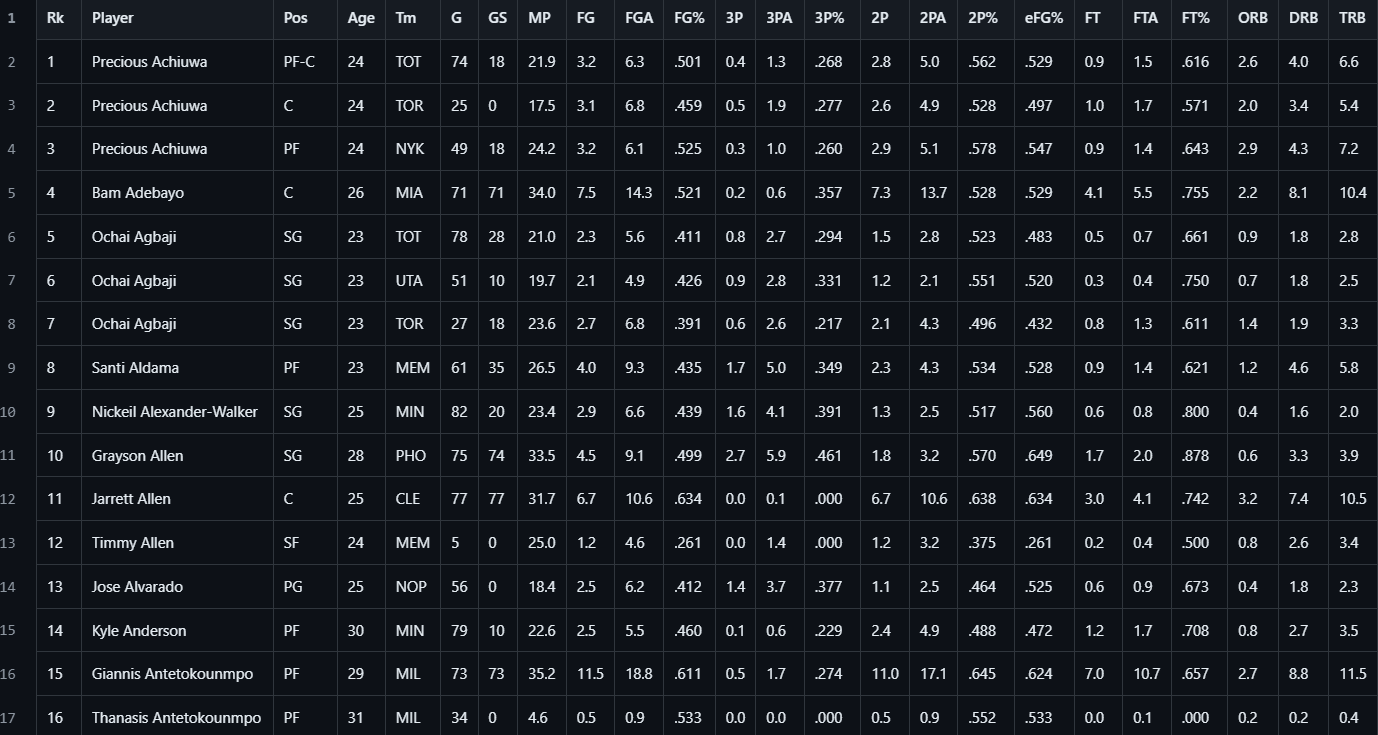 1 Rk Player Pos Age Tm G GS MP FG FGA FG% 3P 3PA 3P% 2P 2PA 2P% eFG% FT FTA FT% ORB DRB TRB
2 1 Precious Achiuwa PF-C 24 TOT 74 18 21.9 3.2 6.3 .501 0.4 1.3 .268 2.8 5.0 .562 .529 0.9 1.5 .616 2.6 4.0 6.6
3 2 Precious Achiuwa C 24 TOR 25 0 17.5 3.1 6.8 .459 0.5 1.9 .277 2.6 4.9 .528 .497 1.0 1.7 .571 2.0 3.4 5.4
4 3 Precious Achiuwa PF 24 NYK 49 18 24.2 3.2 6.1 .525 0.3 1.0 .260 2.9 5.1 .578 .547 0.9 1.4 .643 2.9 4.3 7.2
5 4 Bam Adebayo C 26 MIA 71 71 34.0 7.5 14.3 .521 0.2 0.6 .357 7.3 13.7 .528 .529 4.1 5.5 .755 2.2 8.1 10.4
6 5 Ochai Agbaji SG 23 TOT 78 28 21.0 2.3 5.6 .411 0.8 2.7 .294 1.5 2.8 .523 .483 0.5 0.7 .661 0.9 1.8 2.8
7 6 Ochai Agbaji SG 23 UTA 51 10 19.7 2.1 4.9 .426 0.9 2.8 .331 1.2 2.1 .551 .520 0.3 0.4 .750 0.7 1.8 2.5
8 7 Ochai Agbaji SG 23 TOR 27 18 23.6 2.7 6.8 .391 0.6 2.6 .217 2.1 4.3 .496 .432 0.8 1.3 .611 1.4 1.9 3.3
9 8 Santi Aldama PF 23 MEM 61 35 26.5 4.0 9.3 .435 1.7 5.0 .349 2.3 4.3 .534 .528 0.9 1.4 .621 1.2 4.6 5.8
10 9 Nickeil Alexander-Walker SG 25 MIN 82 20 23.4 2.9 6.6 .439 1.6 4.1 .391 1.3 2.5 .517 .560 0.6 0.8 .800 0.4 1.6 2.0
11 10 Grayson Allen SG 28 PHO 75 74 33.5 4.5 9.1 .499 2.7 5.9 .461 1.8 3.2 .570 .649 1.7 2.0 .878 0.6 3.3 3.9
12 11 Jarrett Allen C 25 CLE 77 77 31.7 6.7 10.6 .634 0.0 0.1 .000 6.7 10.6 .638 .634 3.0 4.1 .742 3.2 7.4 10.5
13 12 Timmy Allen SF 24 MEM 5 0 25.0 1.2 4.6 .261 0.0 1.4 .000 1.2 3.2 .375 .261 0.2 0.4 .500 0.8 2.6 3.4
14 13 Jose Alvarado PG 25 NOP 56 0 18.4 2.5 6.2 .412 1.4 3.7 .377 1.1 2.5 .464 .525 0.6 0.9 .673 0.4 1.8 2.3
15 14 Kyle Anderson PF 30 MIN 79 10 22.6 2.5 5.5 .460 0.1 0.6 .229 2.4 4.9 .488 .472 1.2 1.7 .708 0.8 2.7 3.5
16 15 Giannis Antetokounmpo PF 29 MIL 73 73 35.2 11.5 18.8 .611 0.5 1.7 .274 11.0 17.1 .645 .624 7.0 10.7 .657 2.7 8.8 11.5
17 16 Thanasis Antetokounmpo PF 31 MIL 34 0 4.6 0.5 0.9 .533 0.0 0.0 .000 0.5 0.9 .552 .533 0.0 0.1 .000 0.2 0.2 0.4